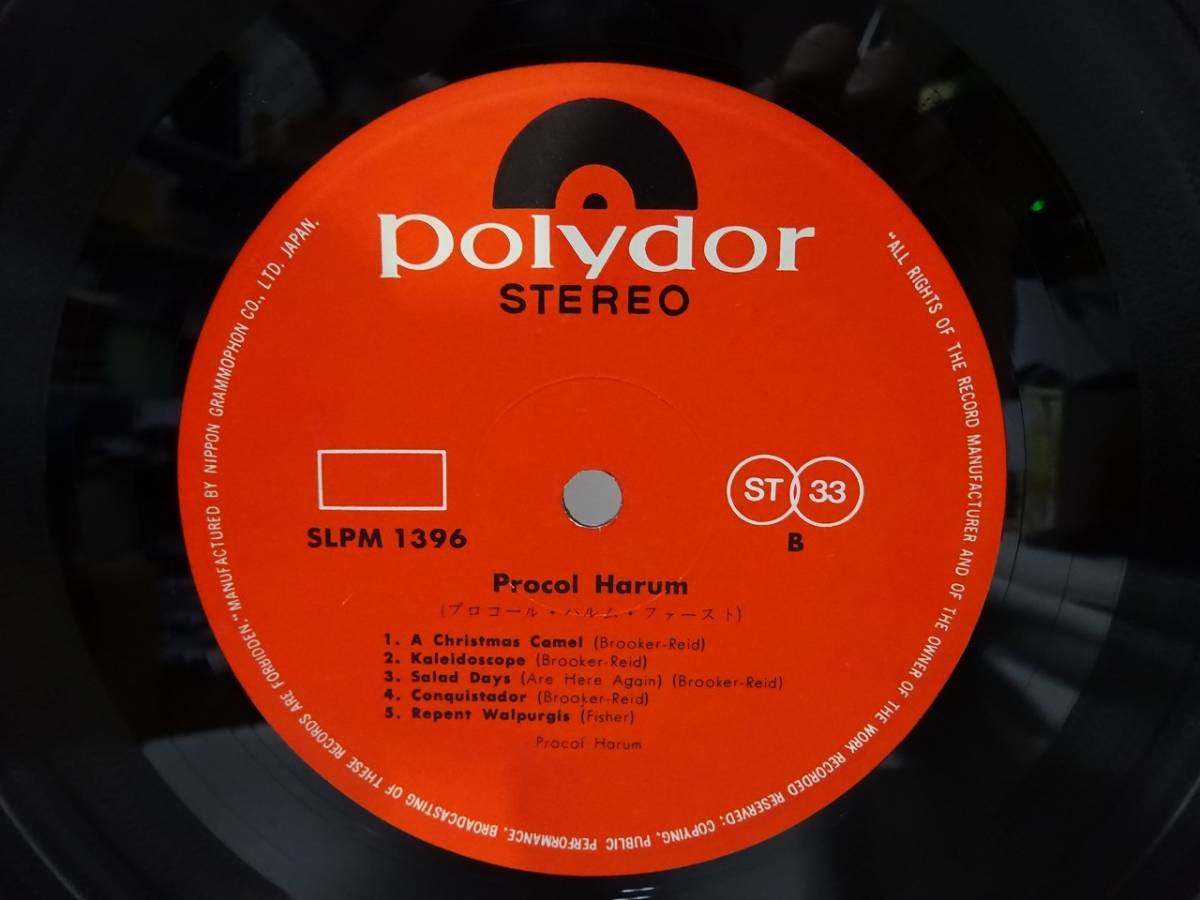 polydor
STEREO
SLPM 1396
ST 33
B
Procol Harum
(プロコール・ハルム・ファースト)
1. A Christmas Camel (Brooker-Reid)
2. Kaleidoscope (Brooker-Reid)
3. Salad Days (Are Here Again) (Brooker-Reid)
4. Conquistador (Brooker-Reid)
5. Repent Walpurgis (Fisher)
Procol Harum
"ALL RIGHTS OF THE RECORD MANUFACTURER AND OF THE OWNER OF THE WORK RECORDED RESERVED: COPYING, PUBLIC PERFORMANCE, BROADCASTING OF THESE RECORDS ARE FORBIDDEN." MANUFACTURED BY NIPPON GRAMMOPHON CO., LTD. JAPAN.